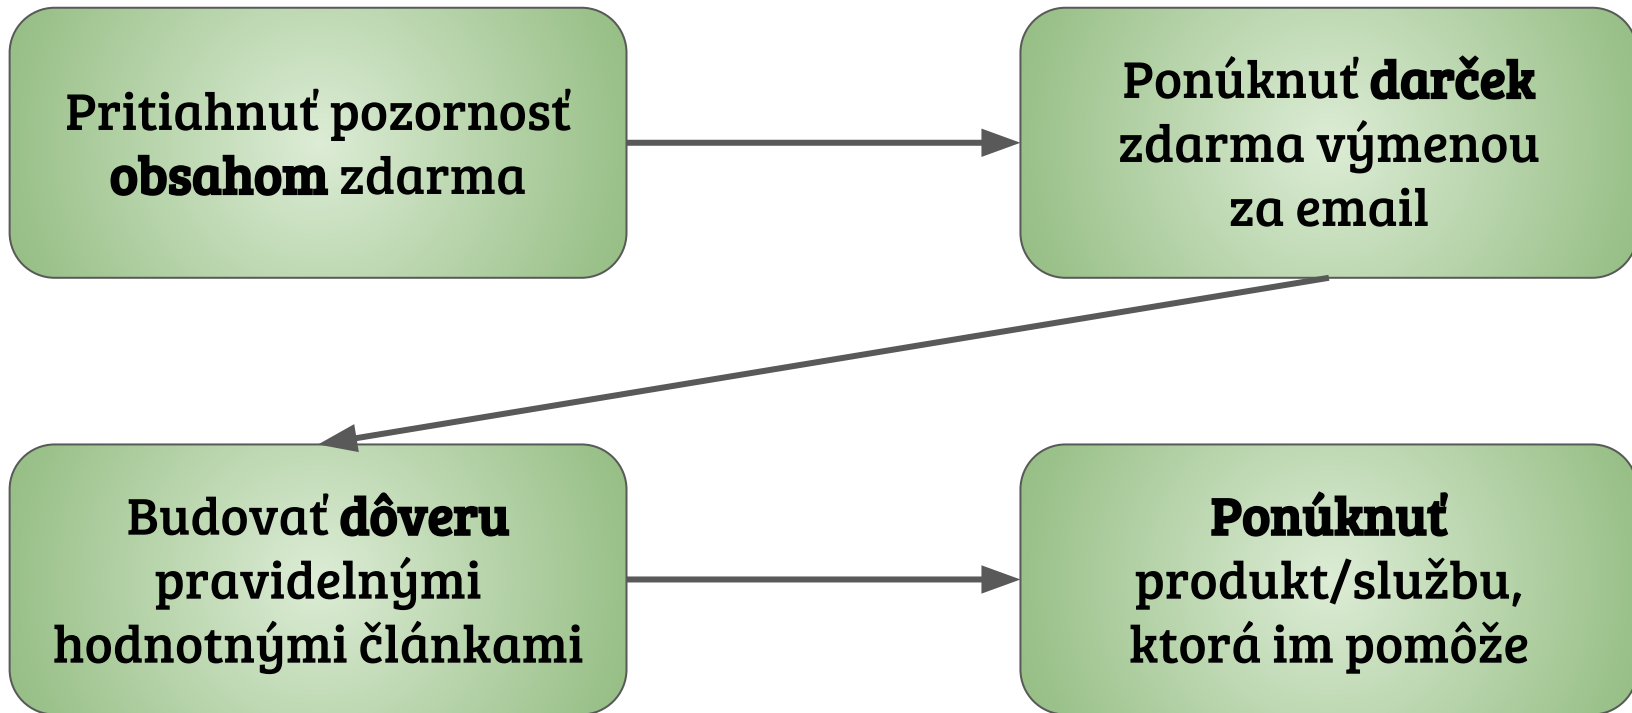 Pritiahnuť pozornosť
obsahom zdarma
Ponúknuť darček
zdarma výmenou
za email
Budovať dôveru
pravidelnými
hodnotnými článkami
Ponúknuť
produkt/službu,
ktorá im pomôže